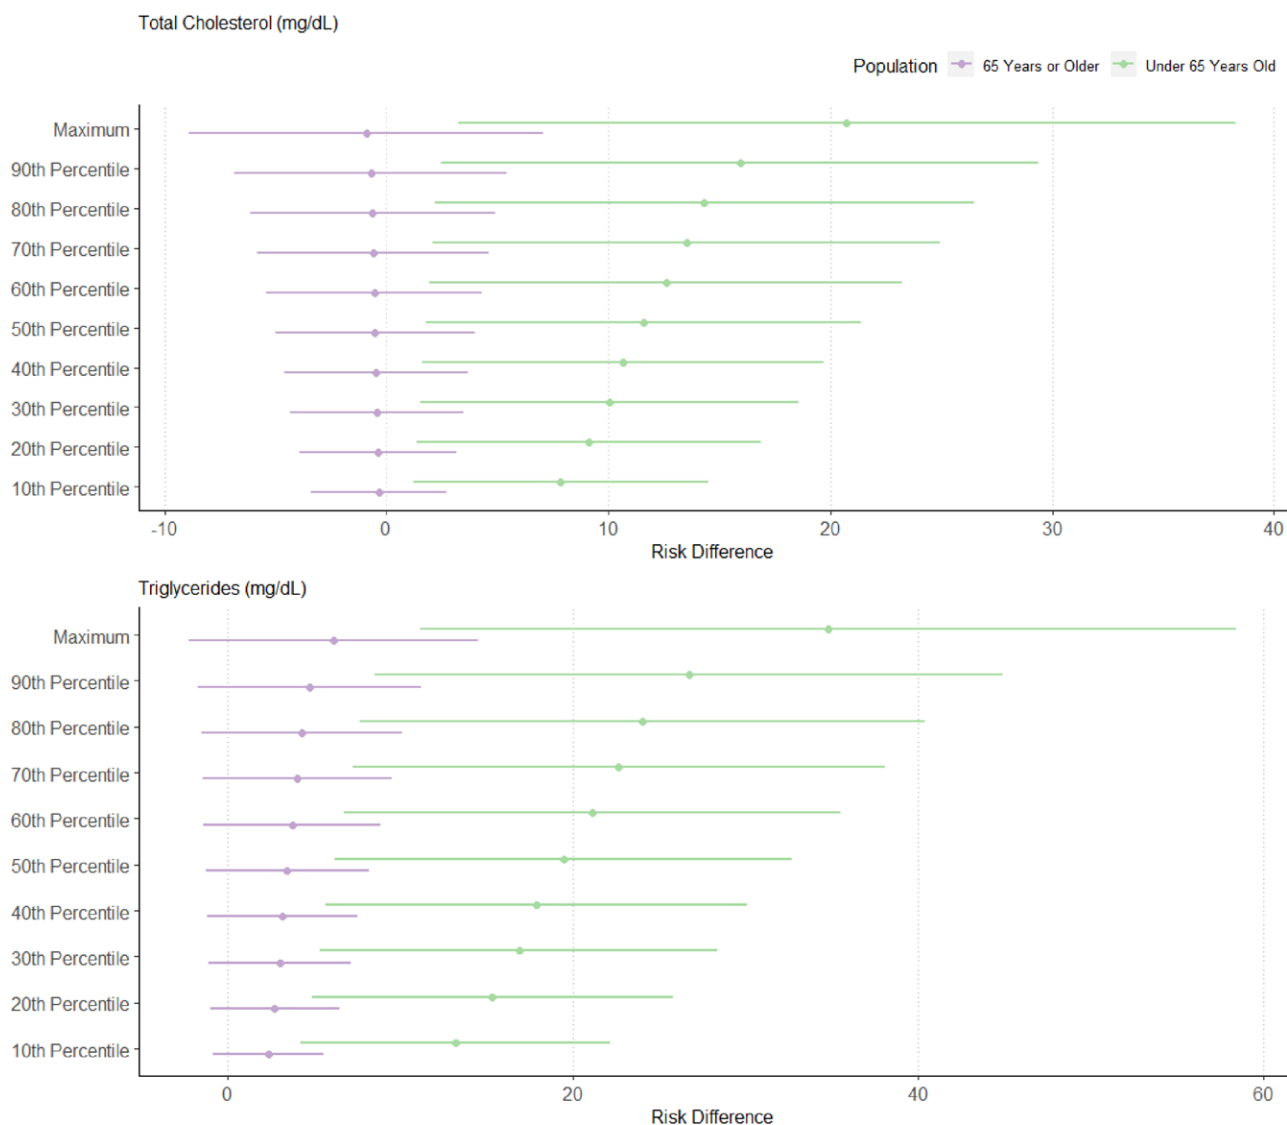 Total Cholesterol (mg/dL)
Population 65 Years or Older Under 65 Years Old
Maximum
90th Percentile
80th Percentile
70th Percentile
60th Percentile
50th Percentile
40th Percentile
30th Percentile
20th Percentile
10th Percentile
-10 0 10 20 30 40
Risk Difference
Triglycerides (mg/dL)
Maximum
90th Percentile
80th Percentile
70th Percentile
60th Percentile
50th Percentile
40th Percentile
30th Percentile
20th Percentile
10th Percentile
0 20 40 60
Risk Difference